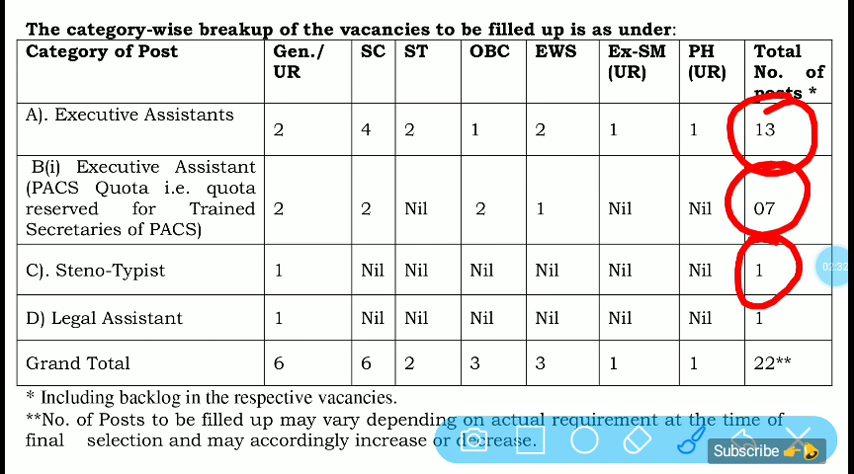 The category-wise breakup of the vacancies to be filled up is as under:
Category of Post Gen./ UR SC ST OBC EWS Ex-SM (UR) PH (UR) Total No. of posts *
A). Executive Assistants 2 4 2 1 2 1 1 13
B(i) Executive Assistant
(PACS Quota i.e. quota
reserved for Trained
Secretaries of PACS) 2 2 Nil 2 1 Nil Nil 07
C). Steno-Typist 1 Nil Nil Nil Nil Nil Nil 1
D) Legal Assistant 1 Nil Nil Nil Nil Nil Nil 1
Grand Total 6 6 2 3 3 1 1 22**
* Including backlog in the respective vacancies.
**No. of Posts to be filled up may vary depending on actual requirement at the time of
final selection and may accordingly increase or decrease.
02:32
Subscribe